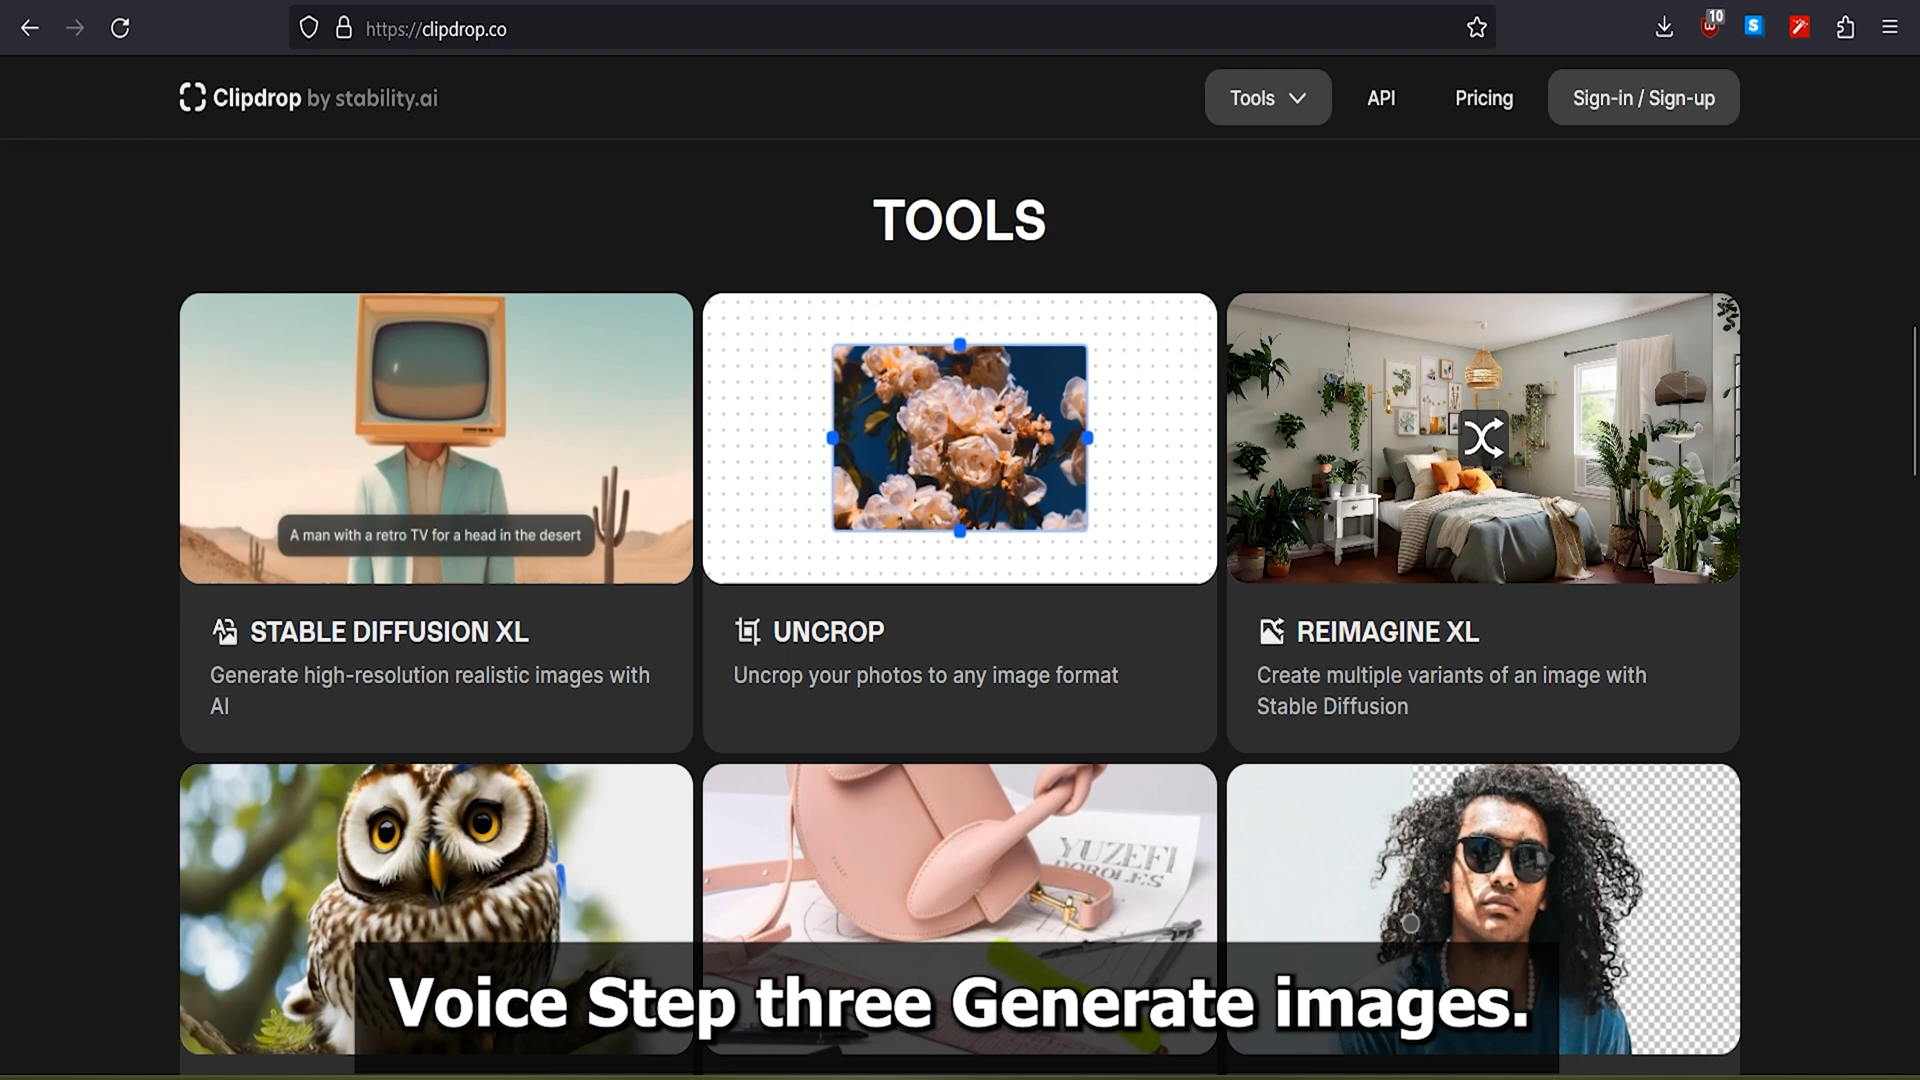 10
https://clipdrop.co
Clipdrop by stability.ai
Tools
API
Pricing
Sign-in / Sign-up
TOOLS
A man with a retro TV for a head in the desert
STABLE DIFFUSION XL
Generate high-resolution realistic images with
AI
UNCROP
Uncrop your photos to any image format
REIMAGINE XL
Create multiple variants of an image with
Stable Diffusion
YUZEFI
DOROLES
Voice Step three Generate images.